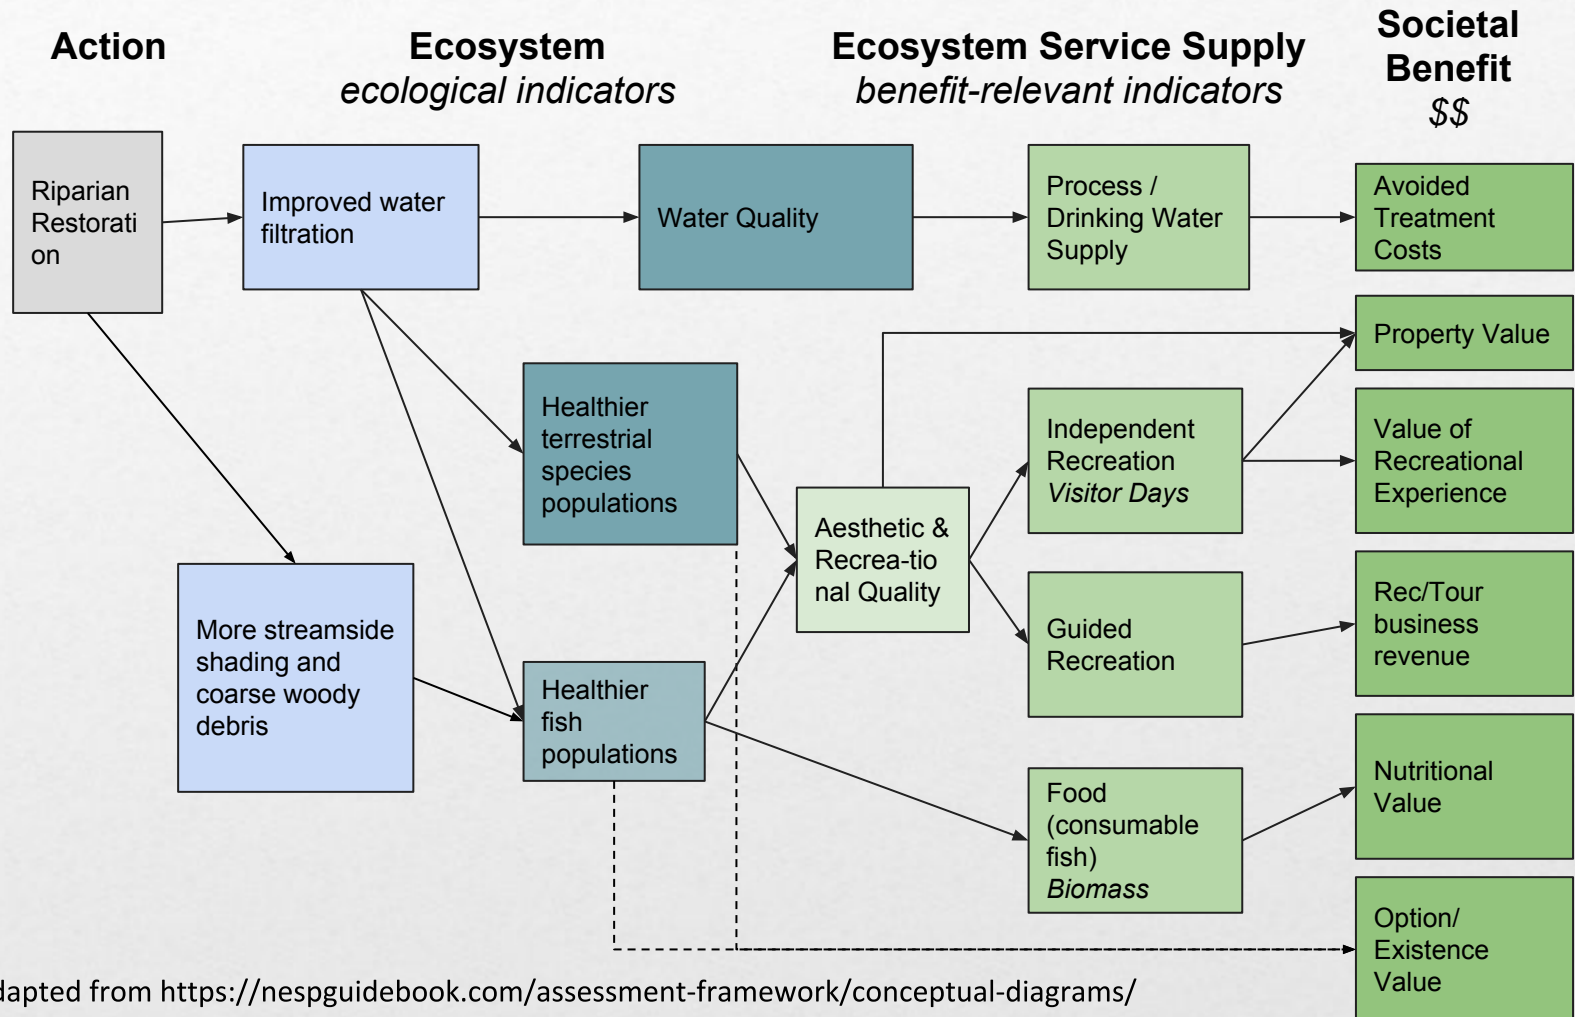 Action
Ecosystem
ecological indicators
Ecosystem Service Supply
benefit-relevant indicators
Societal
Benefit
$$
Riparian
Restorati
on
Improved water
filtration
Water Quality
Process /
Drinking Water
Supply
Avoided
Treatment
Costs
Property Value
Healthier
terrestrial
species
populations
Independent
Recreation
Visitor Days
Value of
Recreational
Experience
Aesthetic &
Recrea-tio
nal Quality
More streamside
shading and
coarse woody
debris
Guided
Recreation
Rec/Tour
business
revenue
Healthier
fish
populations
Food
(consumable
fish)
Biomass
Nutritional
Value
Option/
Existence
Value
dapted from https://nespguidebook.com/assessment-framework/conceptual-diagrams/